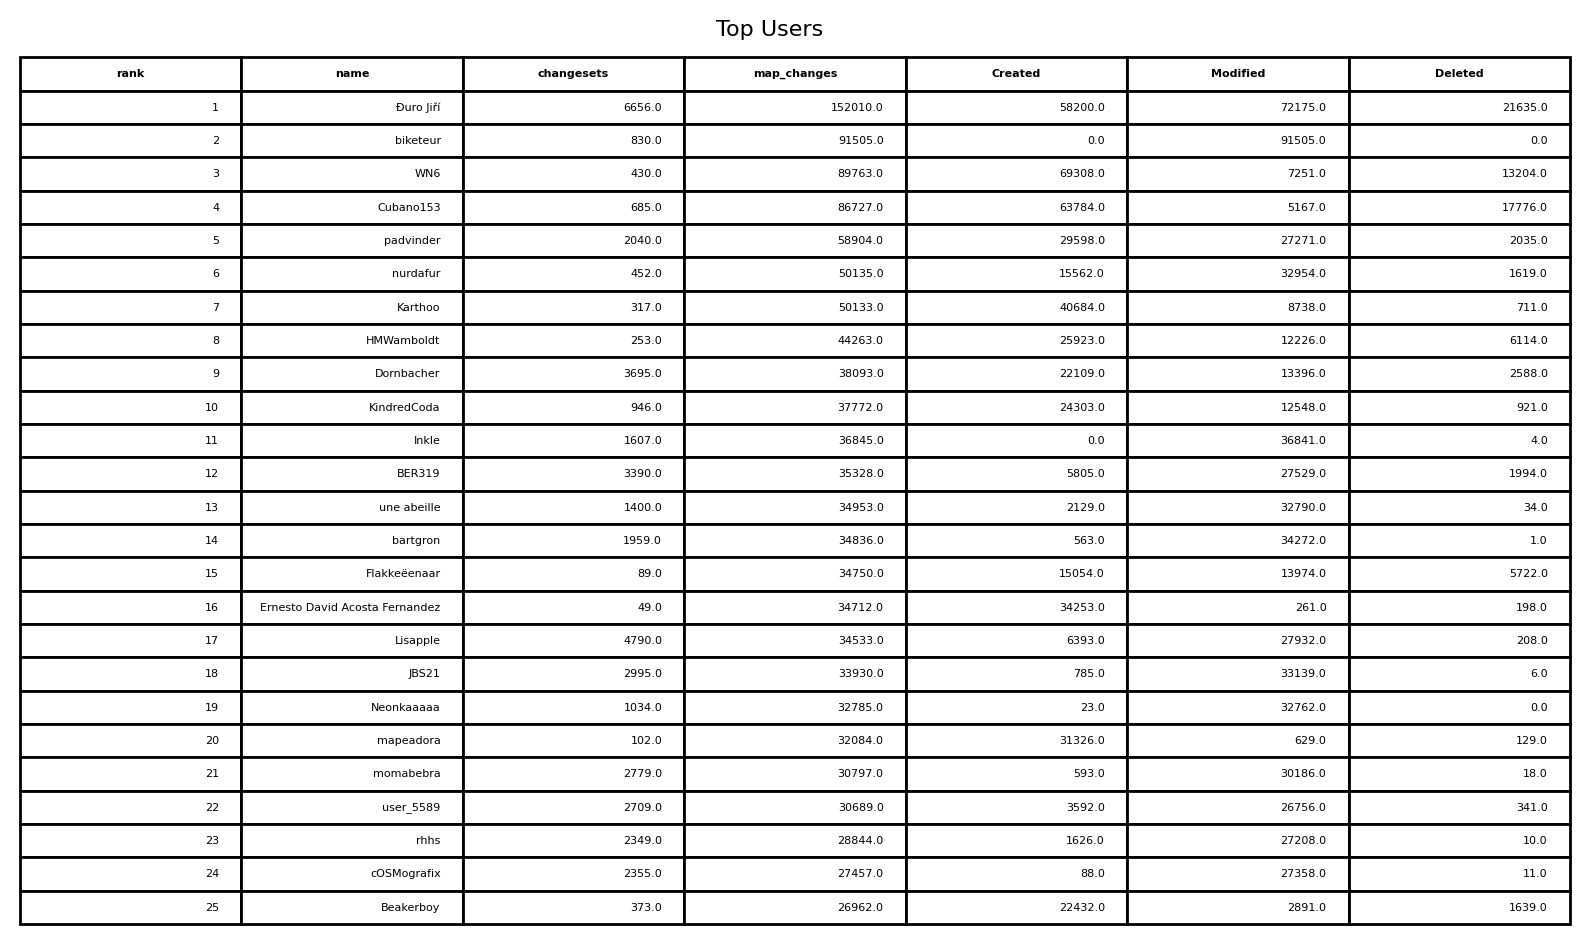 Top Users
rank name changesets map_changes Created Modified Deleted
1 Đuro Jiří 6656.0 152010.0 58200.0 72175.0 21635.0
2 biketeur 830.0 91505.0 0.0 91505.0 0.0
3 WN6 430.0 89763.0 69308.0 7251.0 13204.0
4 Cubano153 685.0 86727.0 63784.0 5167.0 17776.0
5 padvinder 2040.0 58904.0 29598.0 27271.0 2035.0
6 nurdafur 452.0 50135.0 15562.0 32954.0 1619.0
7 Karthoo 317.0 50133.0 40684.0 8738.0 711.0
8 HMWamboldt 253.0 44263.0 25923.0 12226.0 6114.0
9 Dornbacher 3695.0 38093.0 22109.0 13396.0 2588.0
10 KindredCoda 946.0 37772.0 24303.0 12548.0 921.0
11 Inkle 1607.0 36845.0 0.0 36841.0 4.0
12 BER319 3390.0 35328.0 5805.0 27529.0 1994.0
13 une abeille 1400.0 34953.0 2129.0 32790.0 34.0
14 bartgron 1959.0 34836.0 563.0 34272.0 1.0
15 Flakkeëenaar 89.0 34750.0 15054.0 13974.0 5722.0
16 Ernesto David Acosta Fernandez 49.0 34712.0 34253.0 261.0 198.0
17 Lisapple 4790.0 34533.0 6393.0 27932.0 208.0
18 JBS21 2995.0 33930.0 785.0 33139.0 6.0
19 Neonkaaaaa 1034.0 32785.0 23.0 32762.0 0.0
20 mapeadora 102.0 32084.0 31326.0 629.0 129.0
21 momabebra 2779.0 30797.0 593.0 30186.0 18.0
22 user_5589 2709.0 30689.0 3592.0 26756.0 341.0
23 rhhs 2349.0 28844.0 1626.0 27208.0 10.0
24 cOSMografix 2355.0 27457.0 88.0 27358.0 11.0
25 Beakerboy 373.0 26962.0 22432.0 2891.0 1639.0